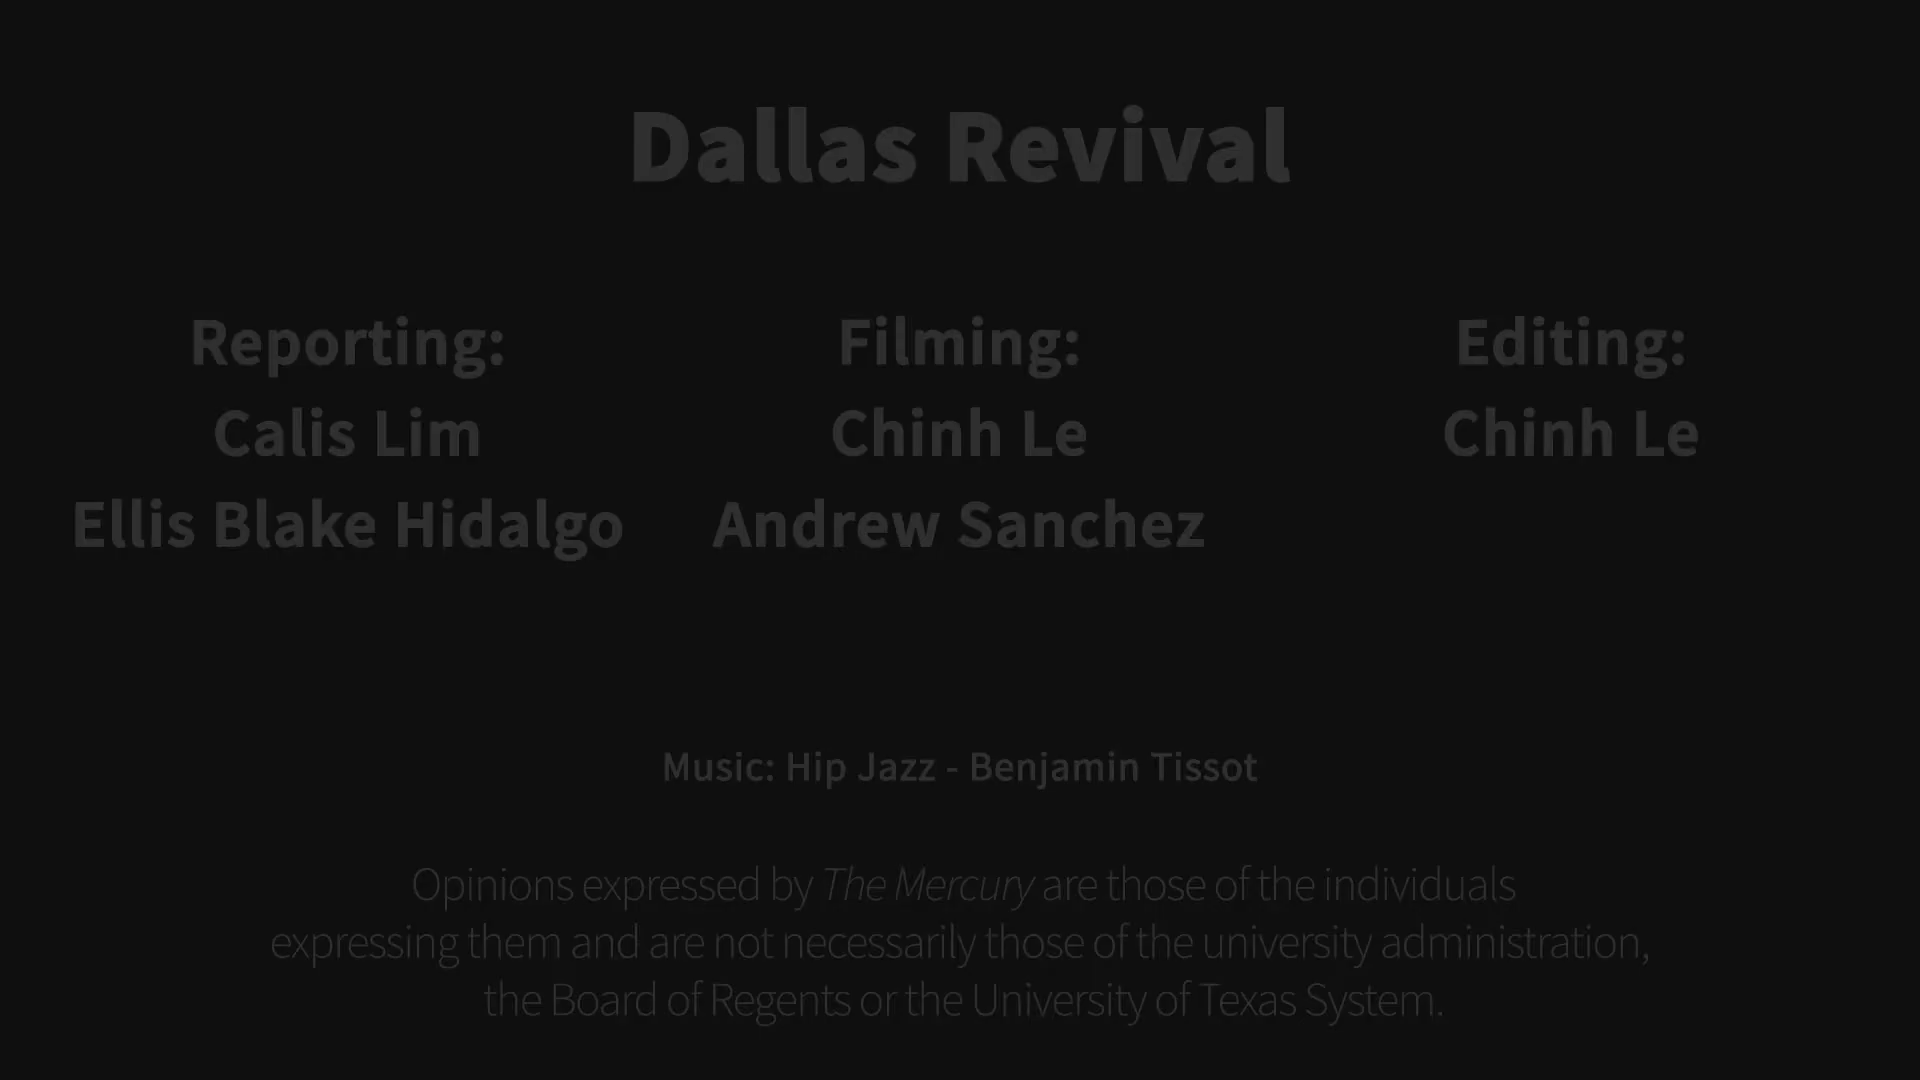 Dallas Revival
Reporting:
Calis Lim
Ellis Blake Hidalgo
Filming:
Chinh Le
Andrew Sanchez
Editing:
Chinh Le
Music: Hip Jazz - Benjamin Tissot
Opinions expressed by The Mercury are those of the individuals
expressing them and are not necessarily those of the university administration,
the Board of Regents or the University of Texas System.